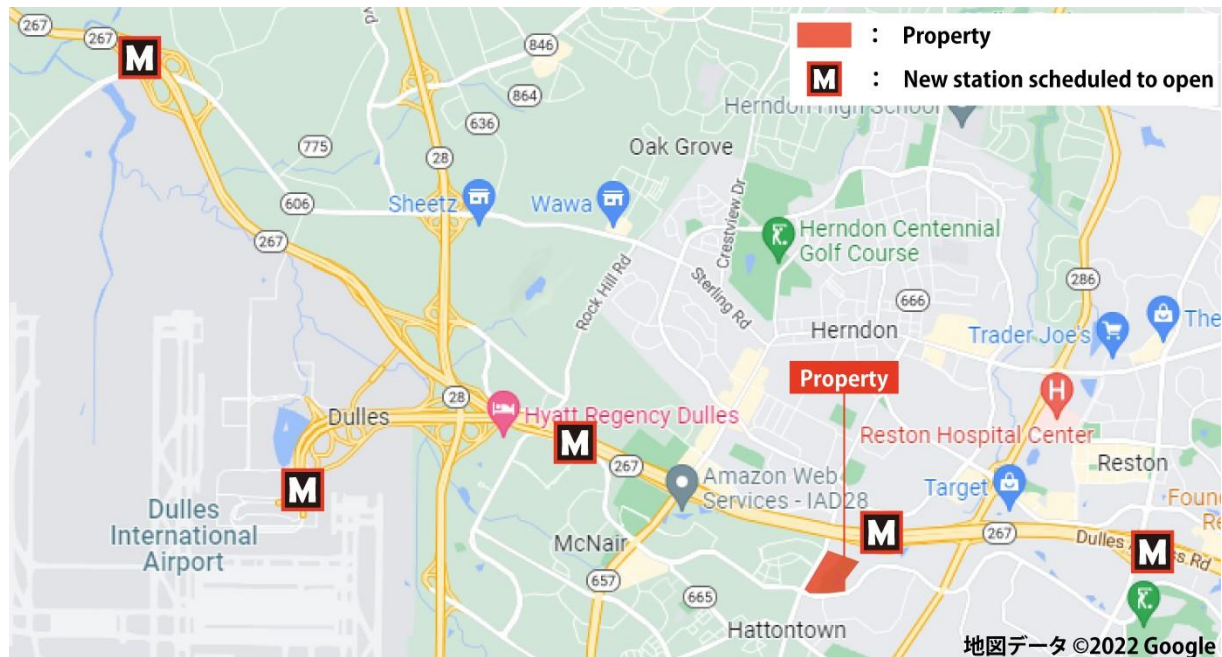 267
267
846
864
636
28
775
606
267
Oak Grove
Sheetz
Wawa
Rock Hill Rd
Crestview Dr
Sterling Rd
: Property
M : New station scheduled to open
Herndon High School
Herndon Centennial
Golf Course
666
286
Herndon
Trader Joe's
The
Property
H
Reston Hospital Center
Reston
28
Dulles
Hyatt Regency Dulles
M
M
267
Amazon Web
Services - IAD28
Target
M
267
Dulles
Rd
M
M
Dulles
International
Airport
McNair
657
665
Hattontown
地図データ ©2022 Google